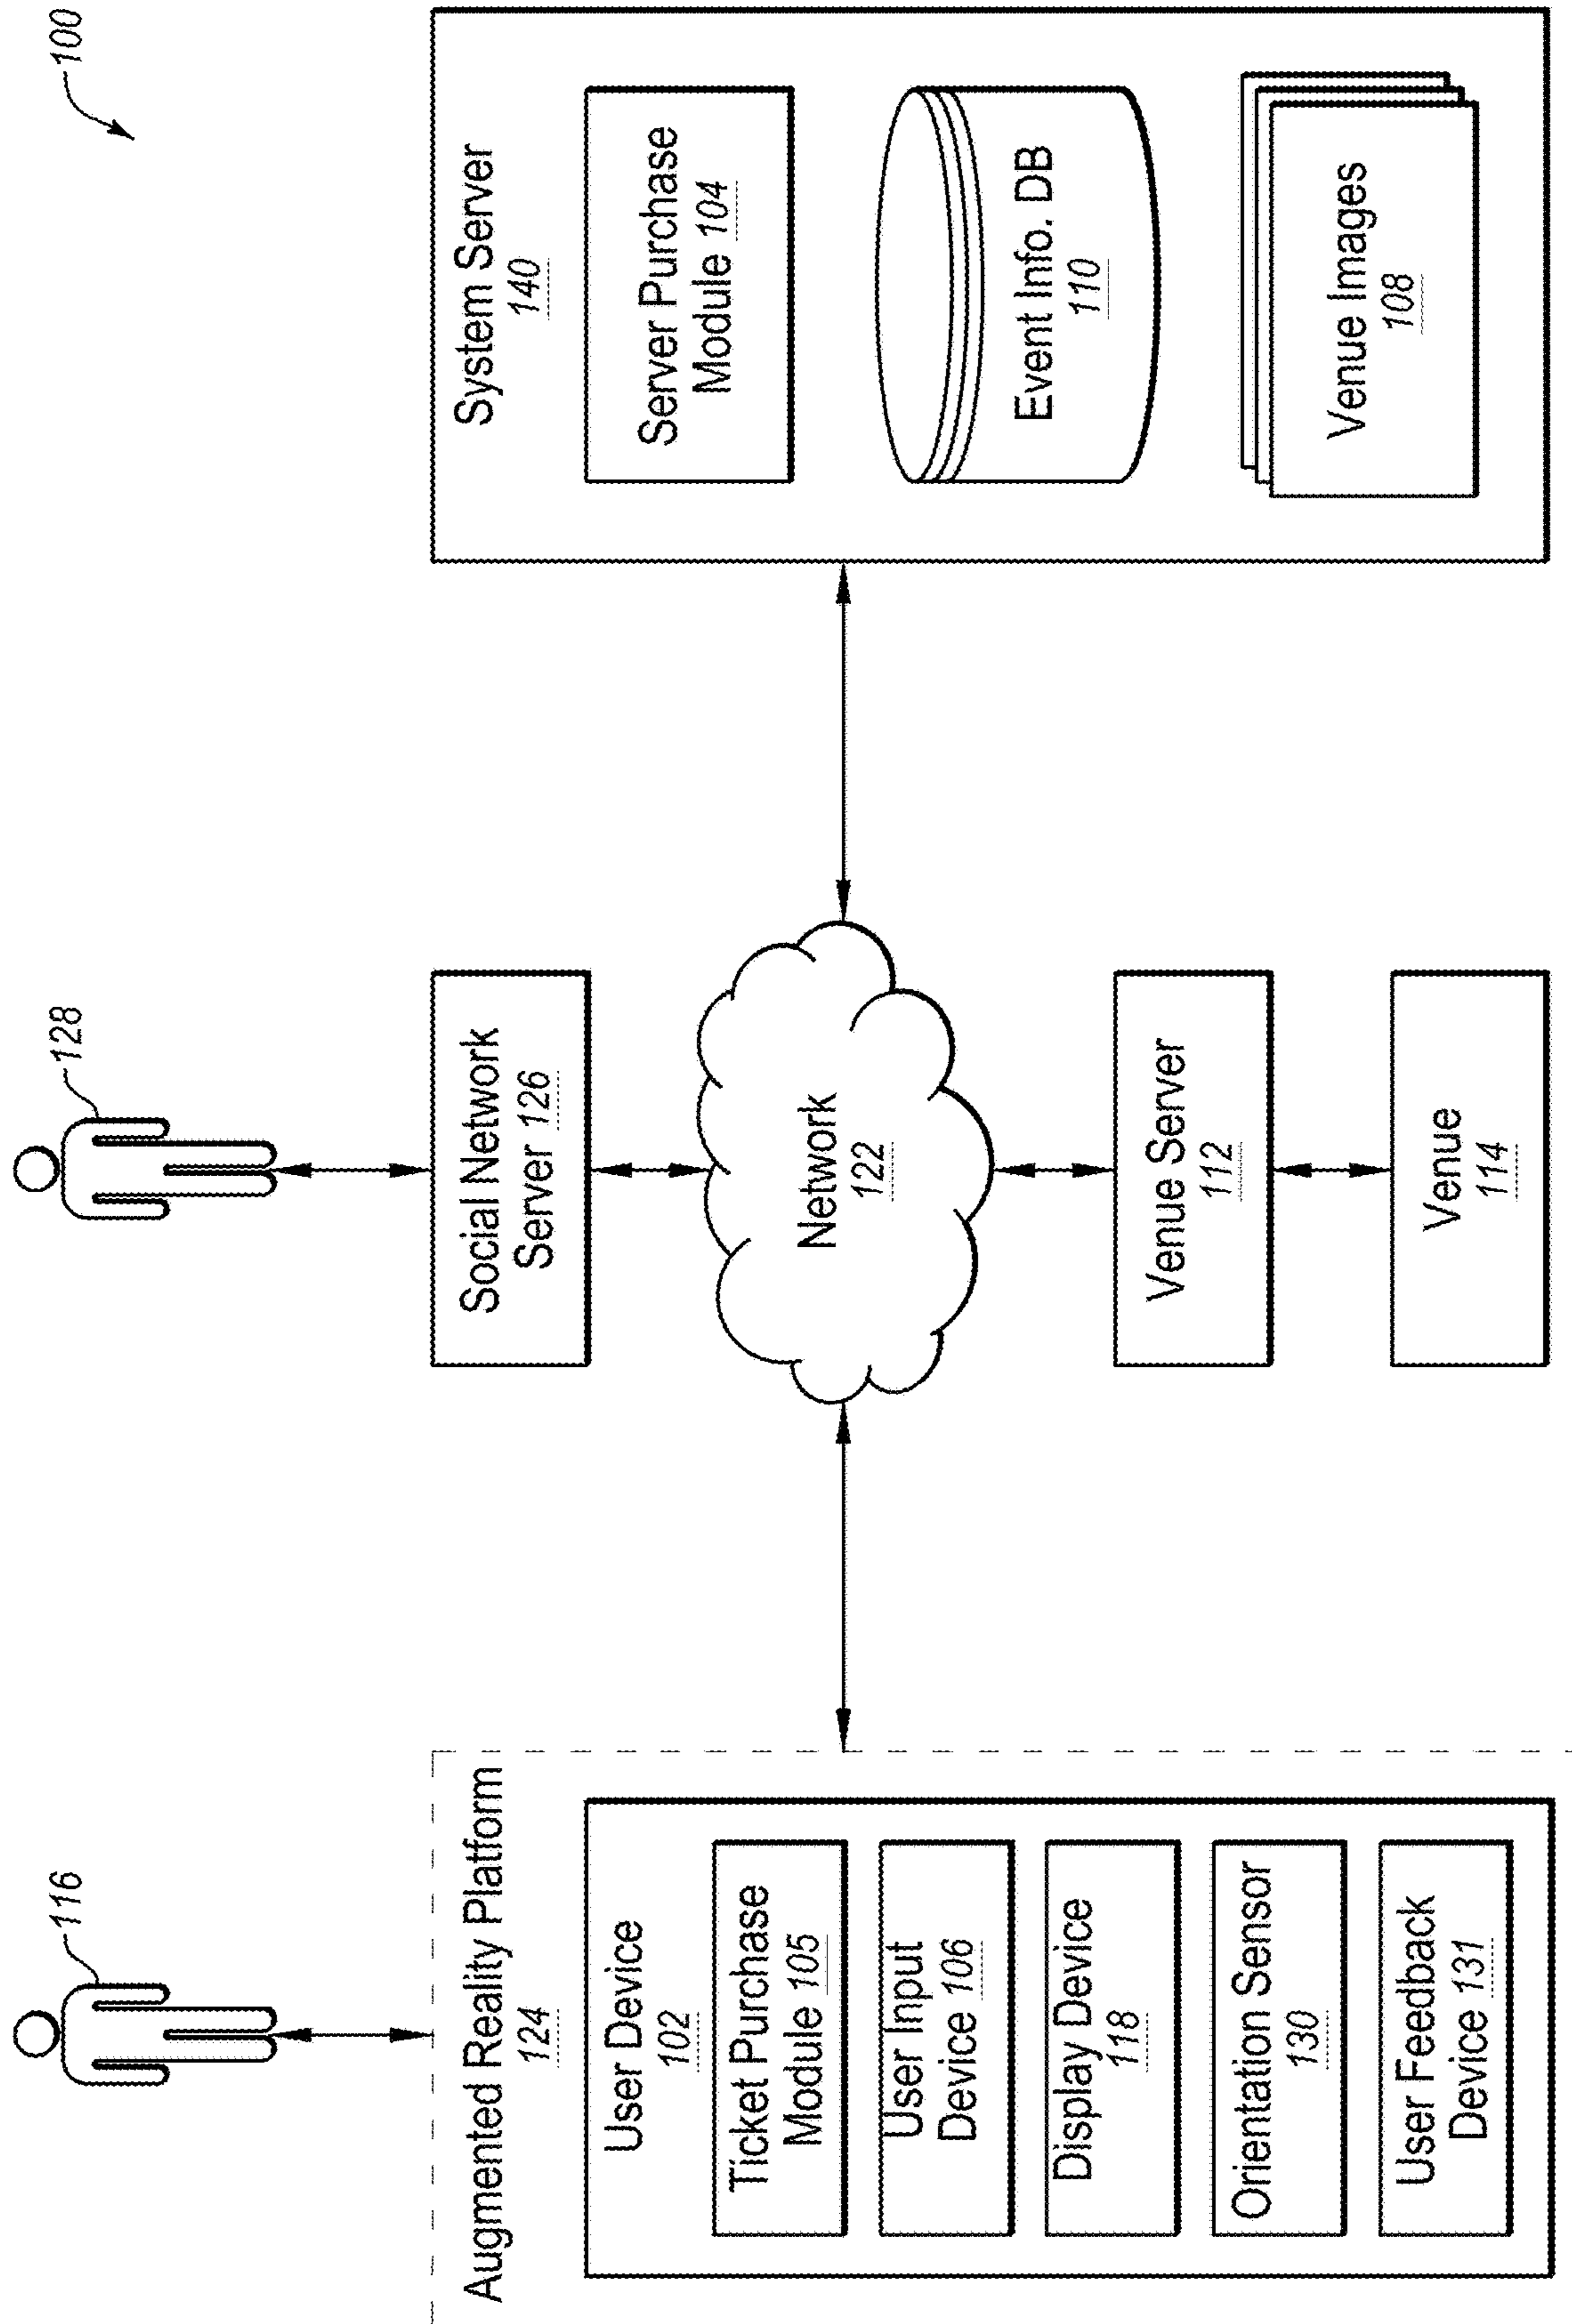 100
116
128
Augmented Reality Platform
124
User Device
102
Ticket Purchase
Module 105
User Input
Device 106
Display Device
118
Orientation Sensor
130
User Feedback
Device 131
Social Network
Server 126
Network
122
Venue Server
112
Venue
114
System Server
140
Server Purchase
Module 104
Event Info. DB
110
Venue Images
108